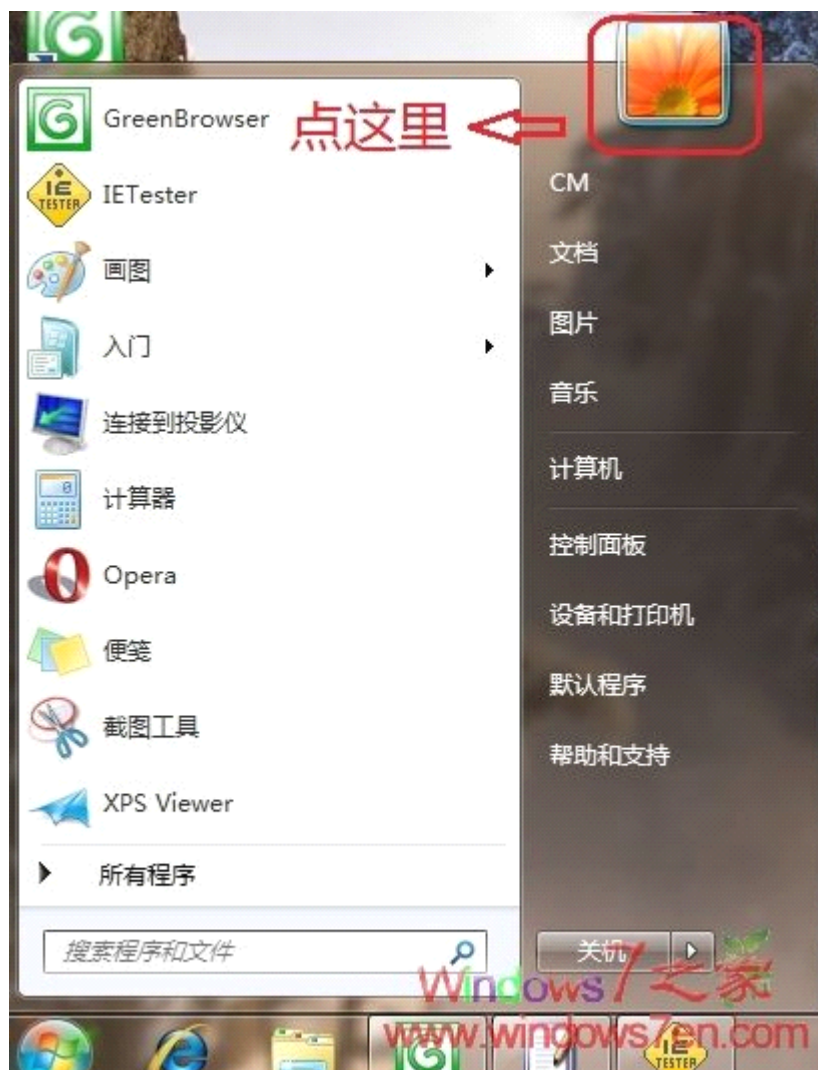 GreenBrowser
点这里
IETester
画图
入门
连接到投影仪
计算器
Opera
便笺
截图工具
XPS Viewer
所有程序
搜索程序和文件
CM
文档
图片
音乐
计算机
控制面板
设备和打印机
默认程序
帮助和支持
关机
Windows7之家
www.windows7en.com
IE
TESTER
IE
TESTER